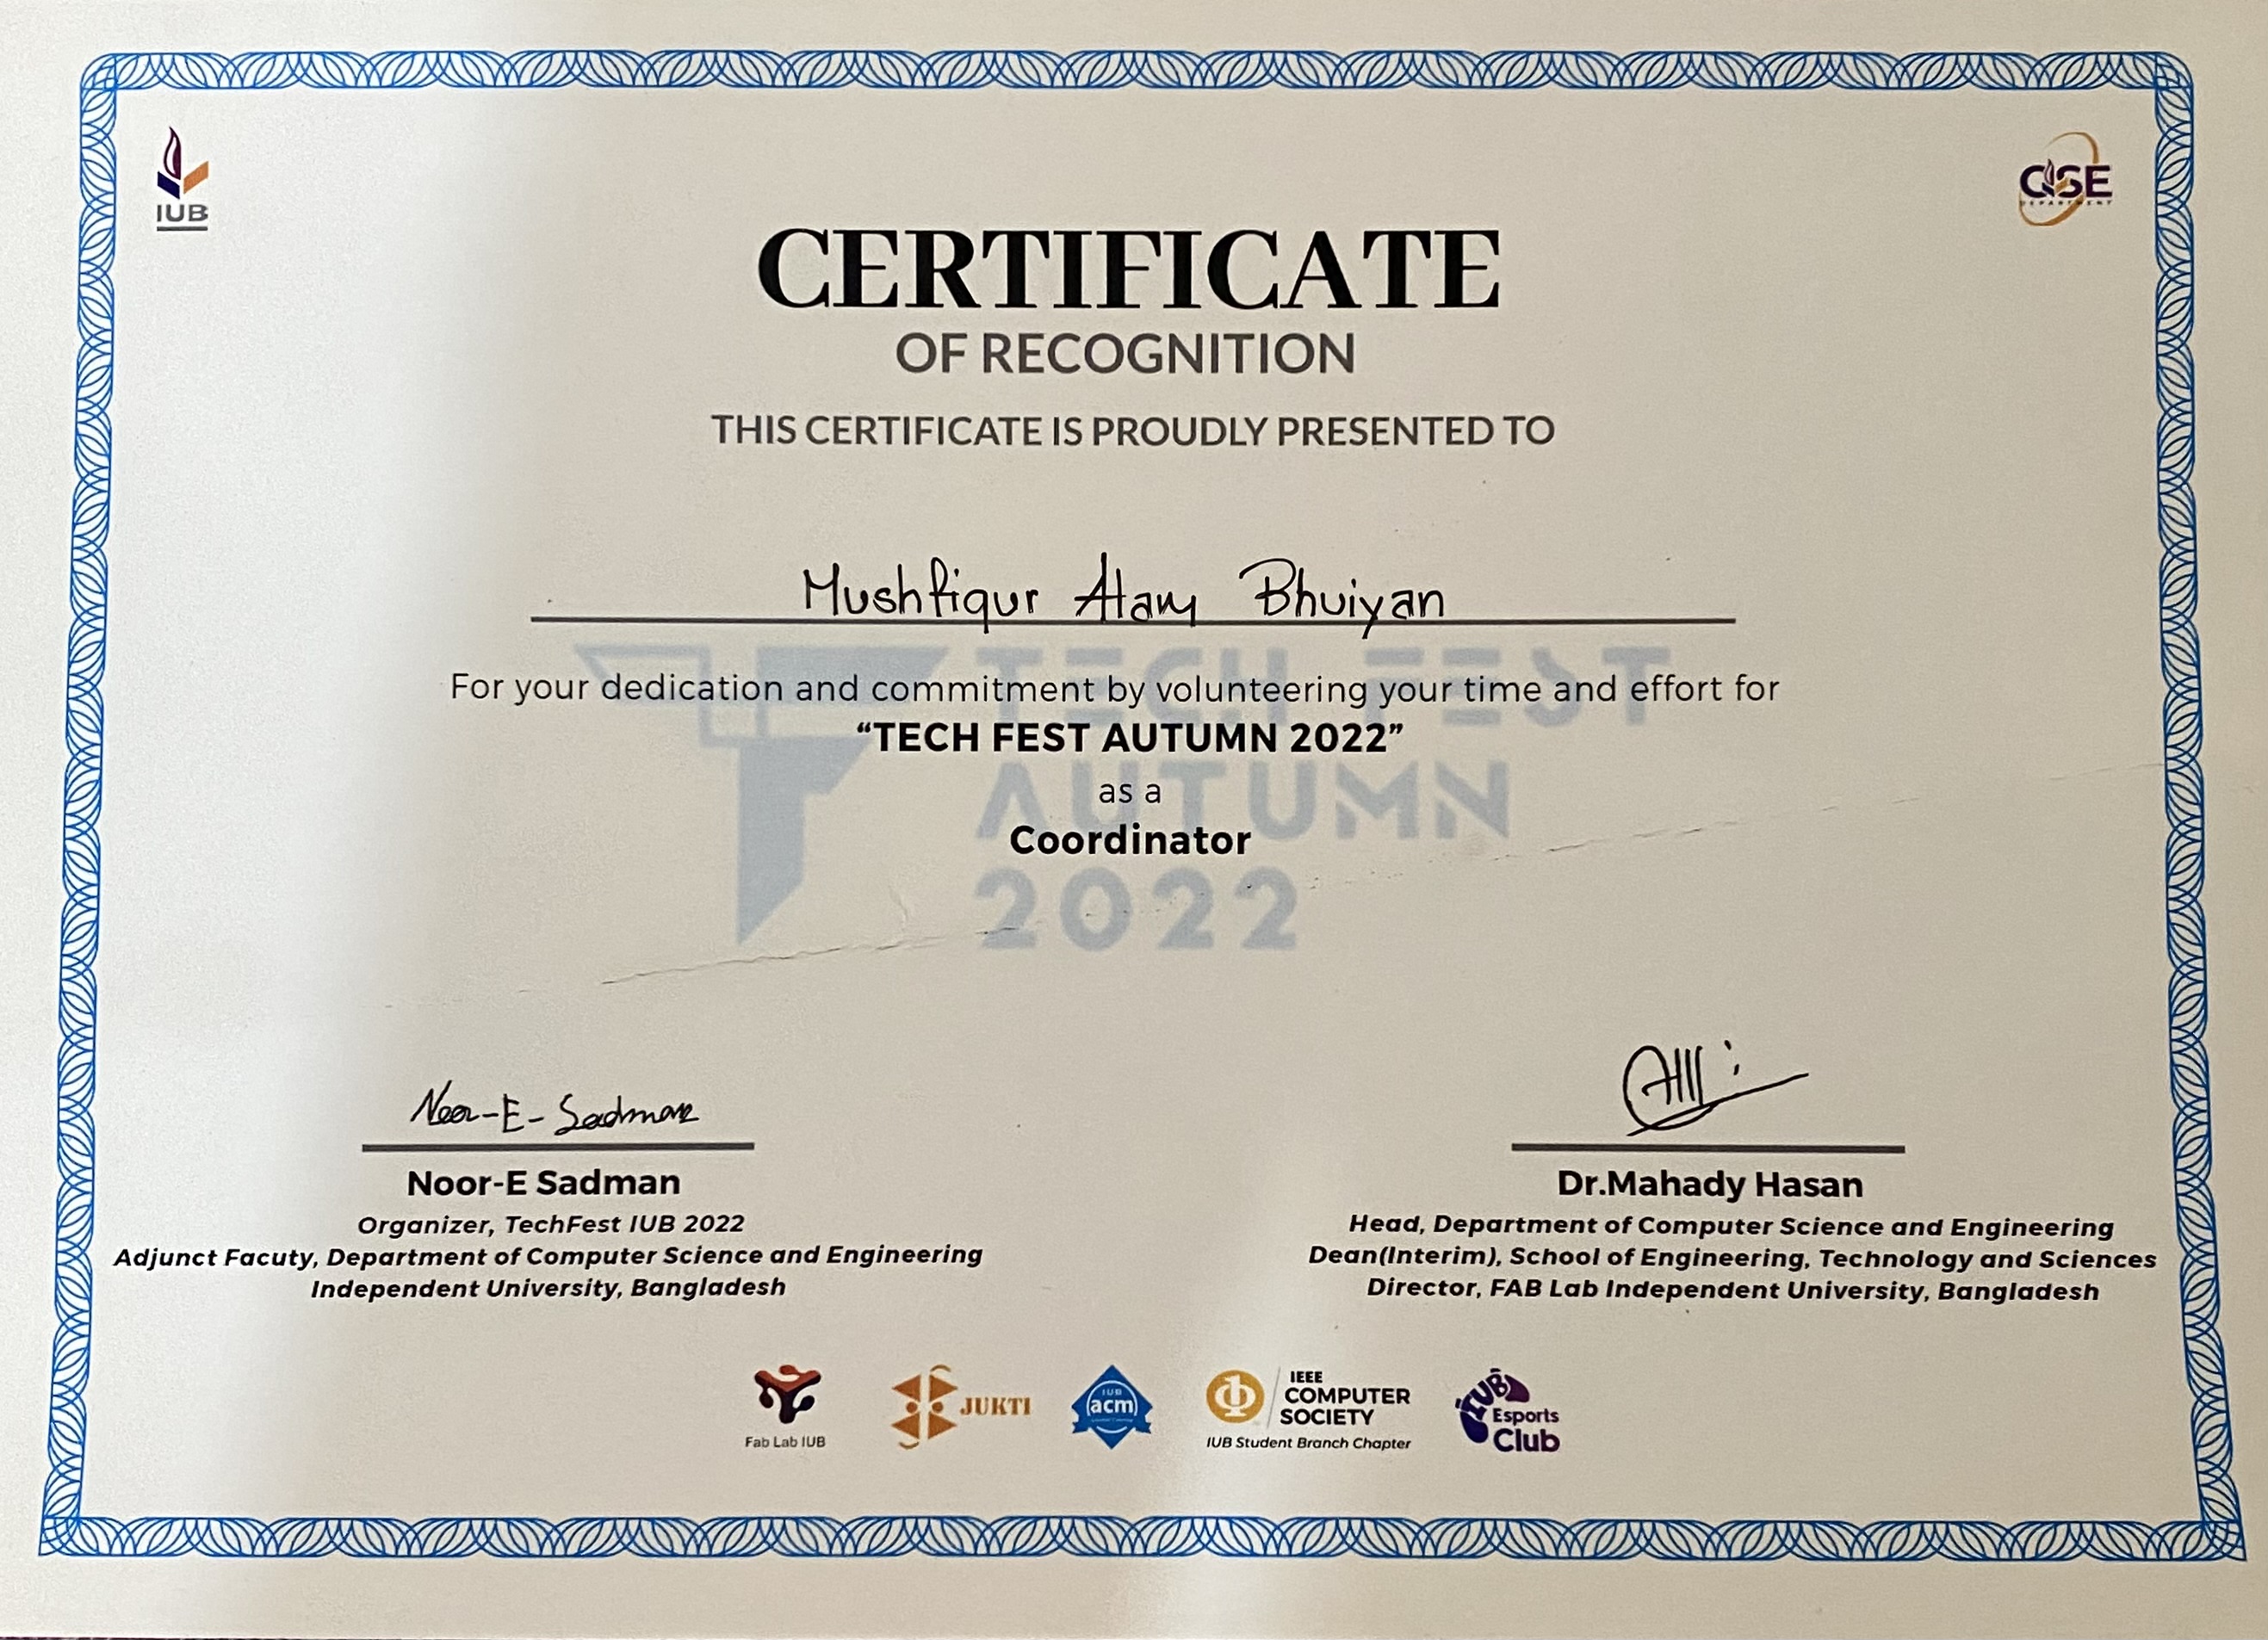 IUB
CSE
DEPARTMENT
CERTIFICATE
OF RECOGNITION
THIS CERTIFICATE IS PROUDLY PRESENTED TO
Mushfiqur Alam Bhuiyan
TECH FEST
AUTUMN
2022
For your dedication and commitment by volunteering your time and effort for
“TECH FEST AUTUMN 2022”
as a
Coordinator
Noor-E-Sadman
Noor-E Sadman
Organizer, TechFest IUB 2022
Adjunct Facuty, Department of Computer Science and Engineering
Independent University, Bangladesh
Dr.Mahady Hasan
Head, Department of Computer Science and Engineering
Dean(Interim), School of Engineering, Technology and Sciences
Director, FAB Lab Independent University, Bangladesh
Fab Lab IUB
JUKTI
IUB
acm
IEEE
COMPUTER
SOCIETY
IUB Student Branch Chapter
IUB
Esports
Club